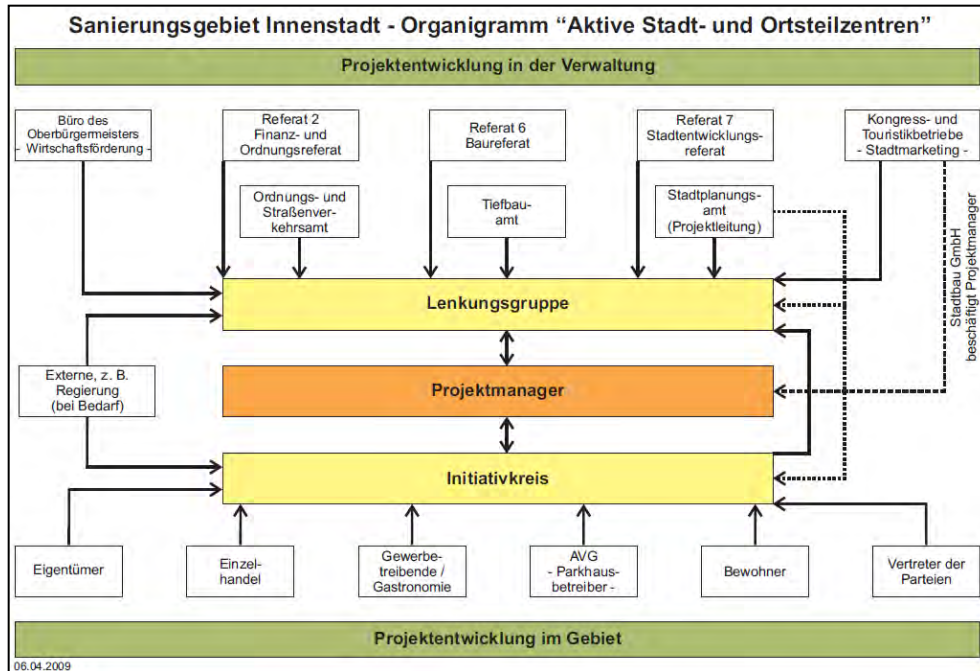 Sanierungsgebiet Innenstadt - Organigramm “Aktive Stadt- und Ortsteilzentren”
Projektentwicklung in der Verwaltung
Büro des
Oberbürgermeisters
- Wirtschaftsförderung -
Referat 2
Finanz- und
Ordnungsreferat
Referat 6
Baureferat
Referat 7
Stadtentwicklungs-
referat
Kongress- und
Touristikbetriebe
- Stadtmarketing -
Ordnungs- und
Straßenver-
kehrsamt
Tiefbau-
amt
Stadtplanungs-
amt
(Projektleitung)
Stadtbau GmbH
beschäftigt Projektmanager
Lenkungsgruppe
Externe, z. B.
Regierung
(bei Bedarf)
Projektmanager
Initiativkreis
Eigentümer
Einzel-
handel
Gewerbe-
treibende /
Gastronomie
AVG
- Parkhaus-
betreiber -
Bewohner
Vertreter der
Parteien
Projektentwicklung im Gebiet
06.04.2009